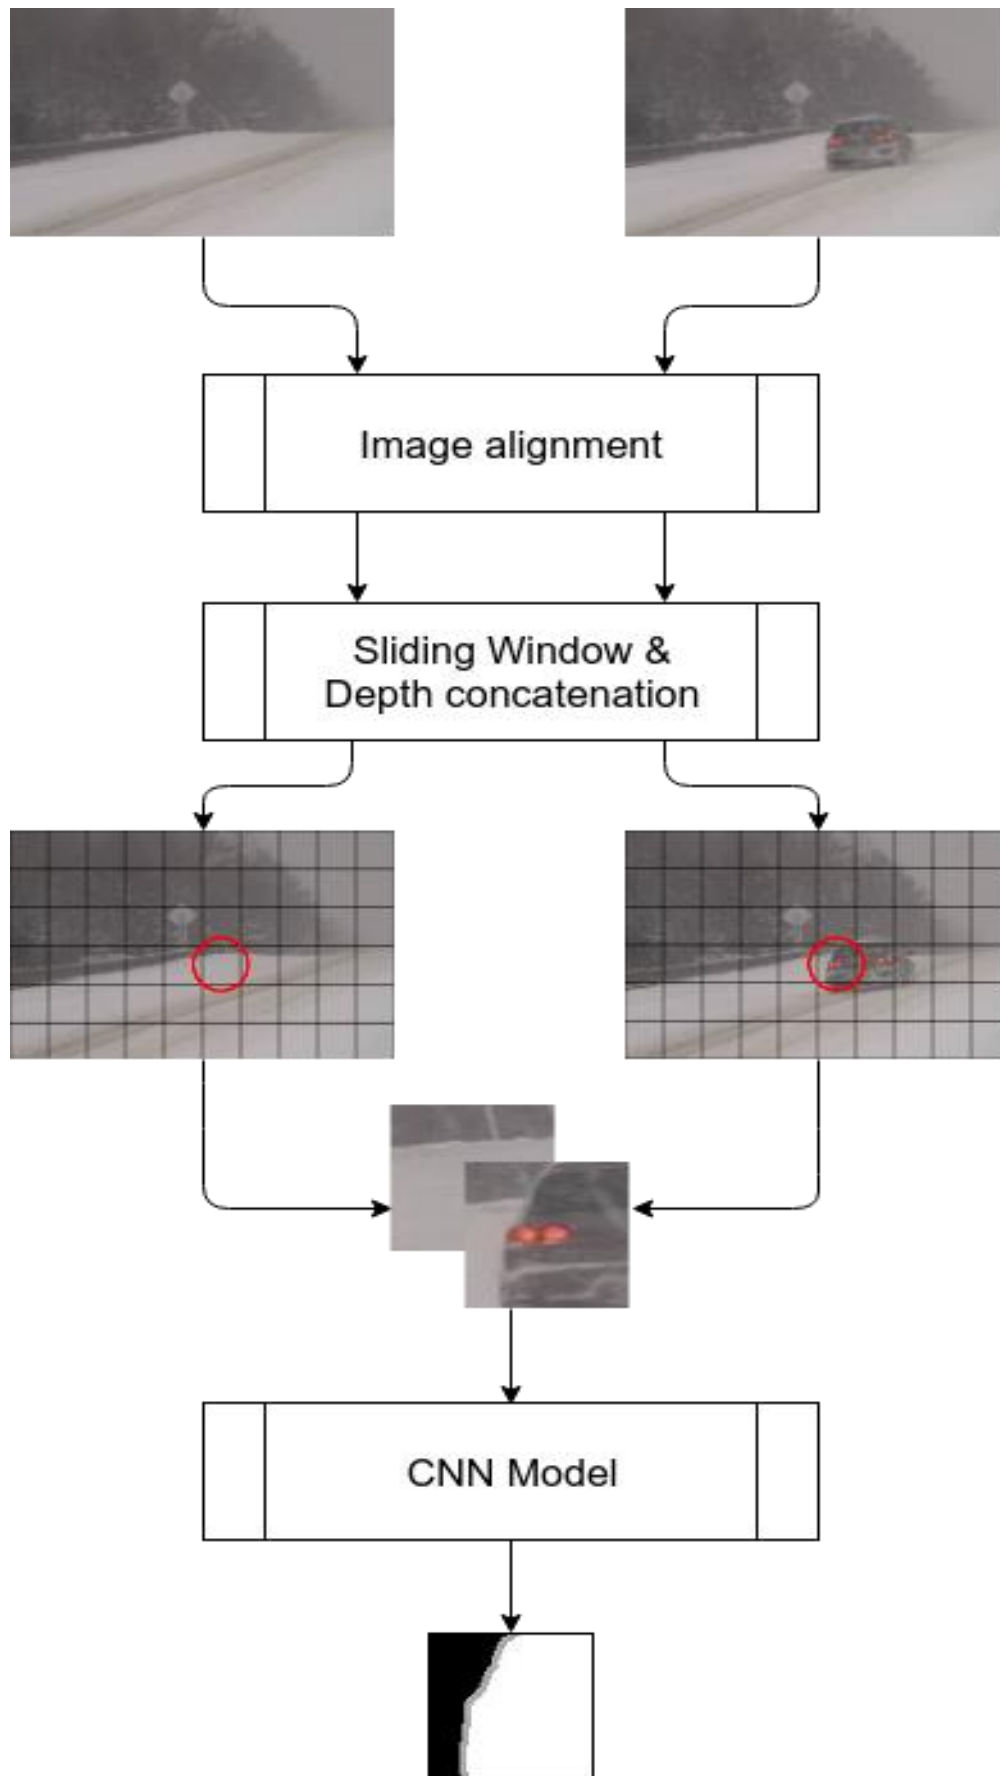 Image alignment
Sliding Window &
Depth concatenation
CNN Model